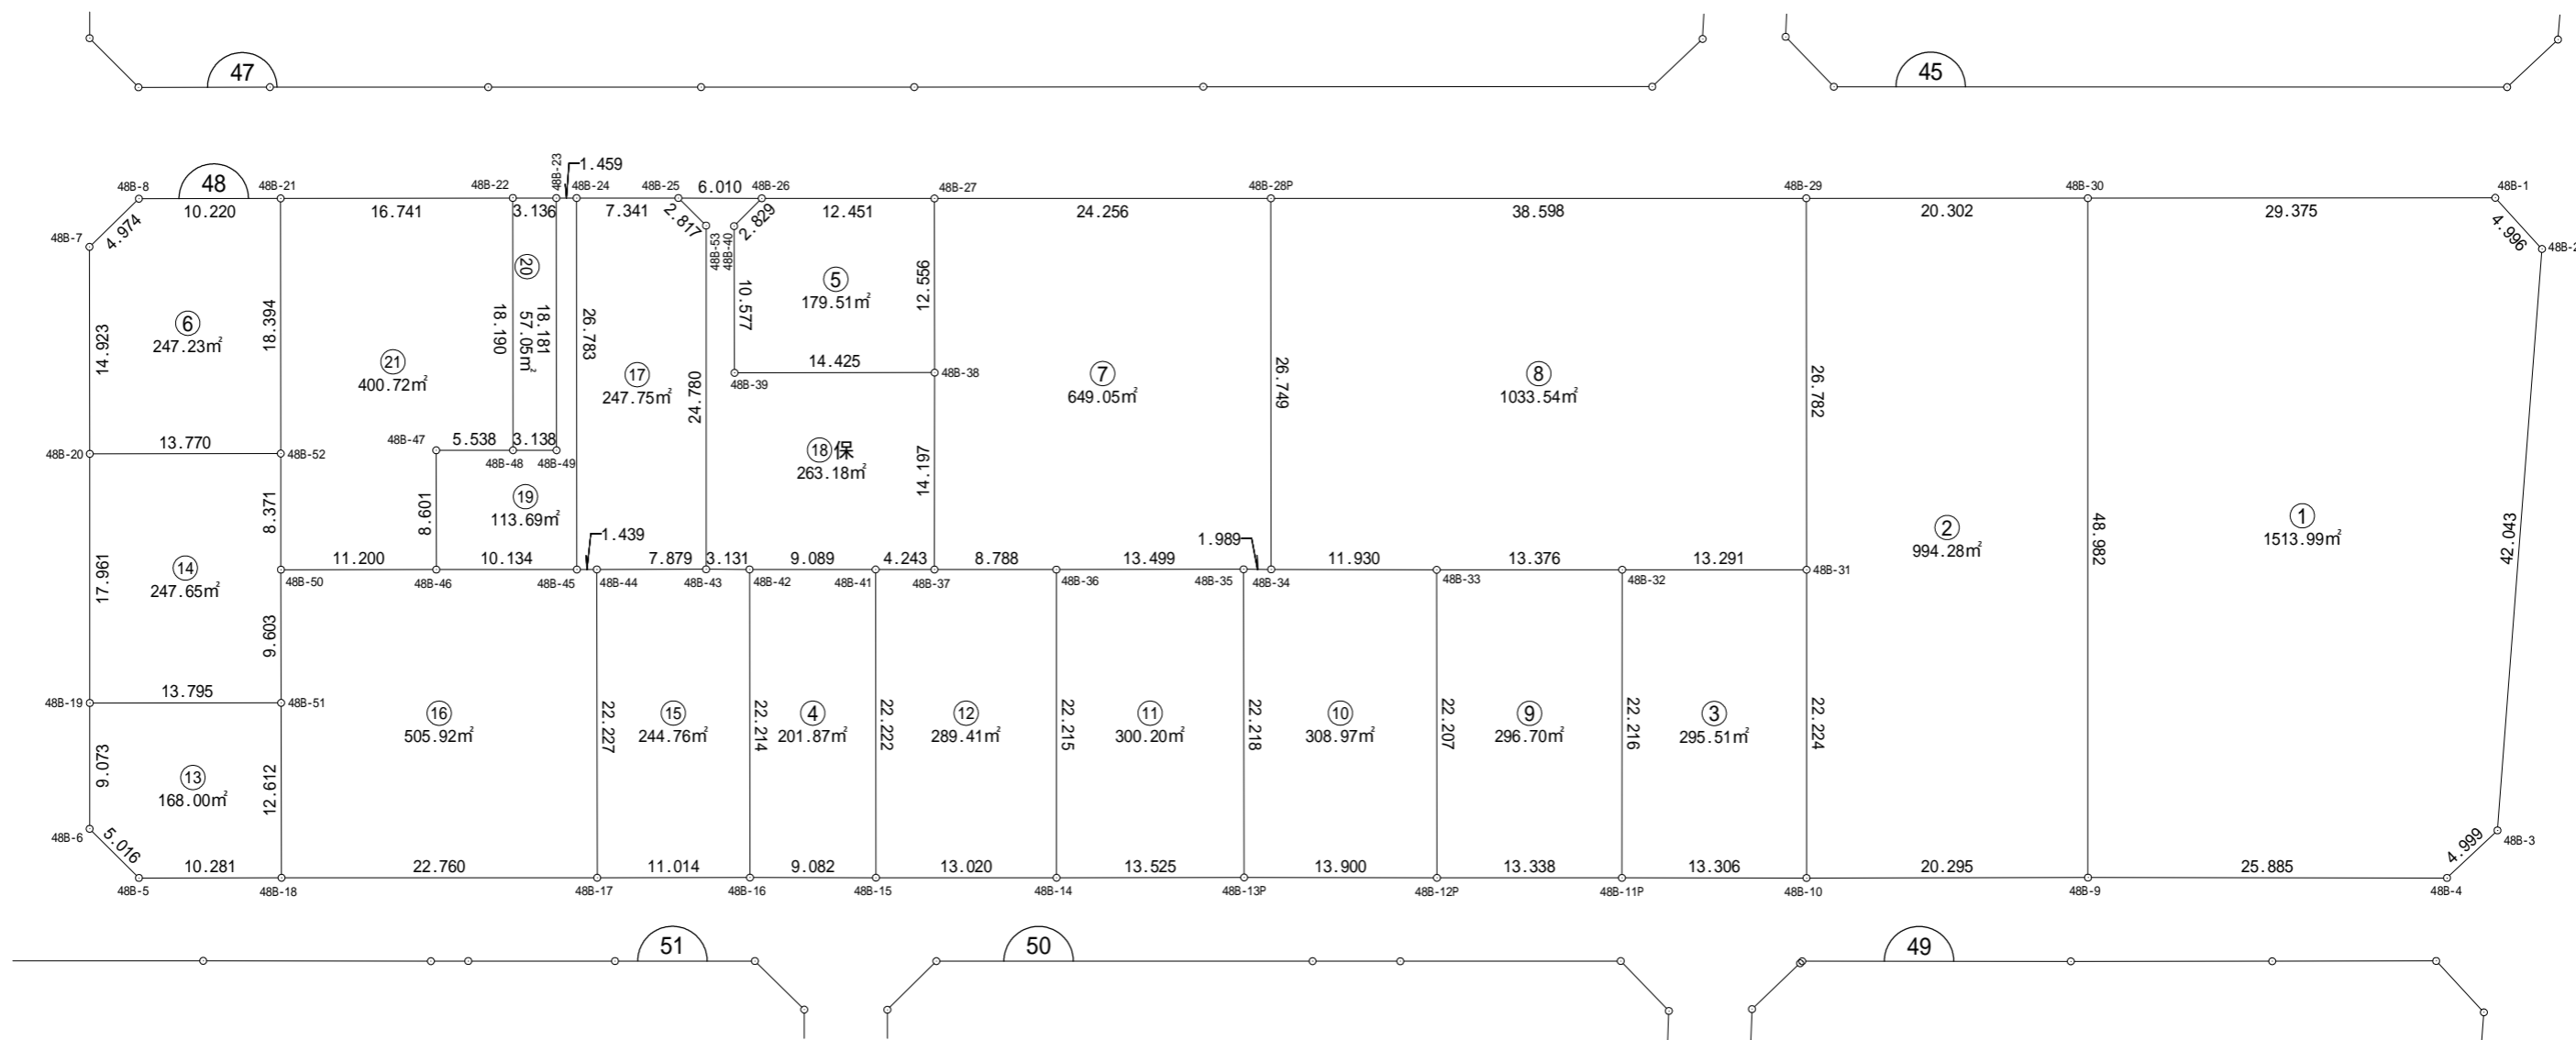 47
45
48B-8
48
48B-21
48B-22
48B-23
1.459
48B-24
48B-25
6.010
48B-26
48B-27
48B-28P
48B-29
48B-30
48B-1
10.220
16.741
3.136
7.341
2.817
2.829
12.451
24.256
38.598
20.302
29.375
4.996
48B-2
48B-7
4.974
48B-53
48B-40
14.923
⑥
247.23㎡
18.394
㉑
400.72㎡
⑳
18.190
57.05㎡
18.181
26.783
⑰
247.75㎡
24.780
10.577
⑤
179.51㎡
12.556
14.425
48B-39
48B-38
⑦
649.05㎡
26.749
⑧
1033.54㎡
26.782
②
994.28㎡
48.982
①
1513.99㎡
42.043
48B-20
13.770
48B-52
48B-47
5.538
3.138
48B-48
48B-49
⑱保
263.18㎡
14.197
17.961
⑭
247.65㎡
8.371
8.601
⑲
113.69㎡
1.439
1.989
11.200
10.134
7.879
3.131
9.089
4.243
8.788
13.499
11.930
13.376
13.291
48B-50
48B-46
48B-45
48B-44
48B-43
48B-42
48B-41
48B-37
48B-36
48B-35
48B-34
48B-33
48B-32
48B-31
9.603
48B-19
13.795
48B-51
⑯
505.92㎡
22.227
⑮
244.76㎡
22.214
④
201.87㎡
22.222
⑫
289.41㎡
22.215
⑪
300.20㎡
22.218
⑩
308.97㎡
22.207
⑨
296.70㎡
22.216
③
295.51㎡
22.224
9.073
⑬
168.00㎡
12.612
48B-6
5.016
48B-3
4.999
10.281
22.760
11.014
9.082
13.020
13.525
13.900
13.338
13.306
20.295
25.885
48B-5
48B-18
48B-17
48B-16
48B-15
48B-14
48B-13P
48B-12P
48B-11P
48B-10
48B-9
48B-4
51
50
49